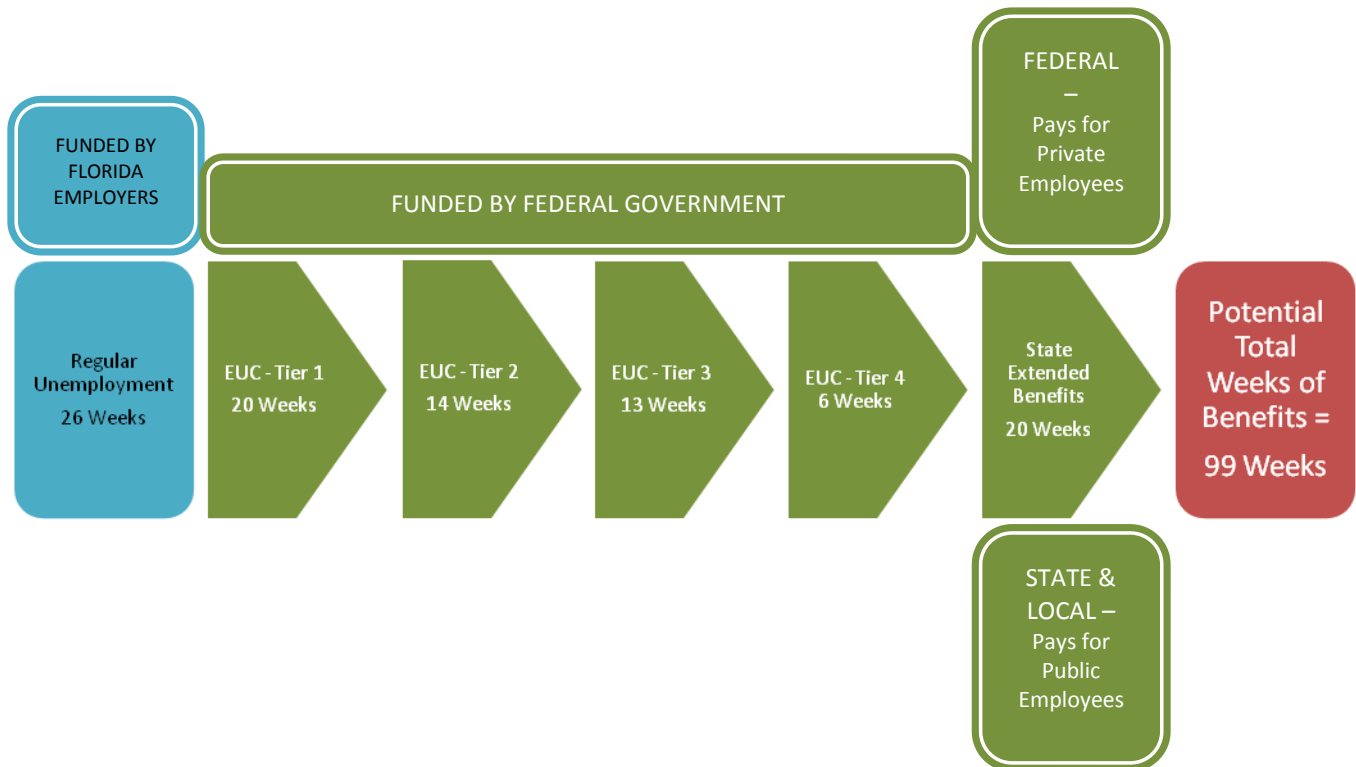 FUNDED BY
FLORIDA
EMPLOYERS
FUNDED BY FEDERAL GOVERNMENT
FEDERAL
–
Pays for
Private
Employees
Regular
Unemployment
26 Weeks
EUC - Tier 1
20 Weeks
EUC - Tier 2
14 Weeks
EUC - Tier 3
13 Weeks
EUC - Tier 4
6 Weeks
State
Extended
Benefits
20 Weeks
Potential
Total
Weeks of
Benefits =
99 Weeks
STATE &
LOCAL –
Pays for
Public
Employees